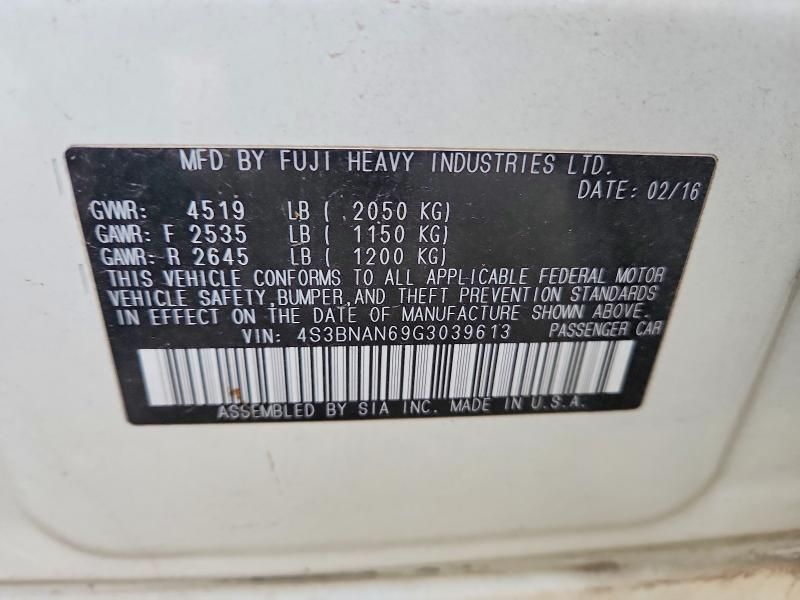 MFD BY FUJI HEAVY INDUSTRIES LTD.
DATE: 02/16
GVWR: 4519 LB ( 2050 KG)
GAWR: F 2535 LB ( 1150 KG)
GAWR: R 2645 LB ( 1200 KG)
THIS VEHICLE CONFORMS TO ALL APPLICABLE FEDERAL MOTOR
VEHICLE SAFETY,BUMPER,AND THEFT PREVENTION STANDARDS
IN EFFECT ON THE DATE OF MANUFACTURE SHOWN ABOVE.
VIN: 4S3BNAN69G3039613 PASSENGER CAR
ASSEMBLED BY SIA INC. MADE IN U.S.A.